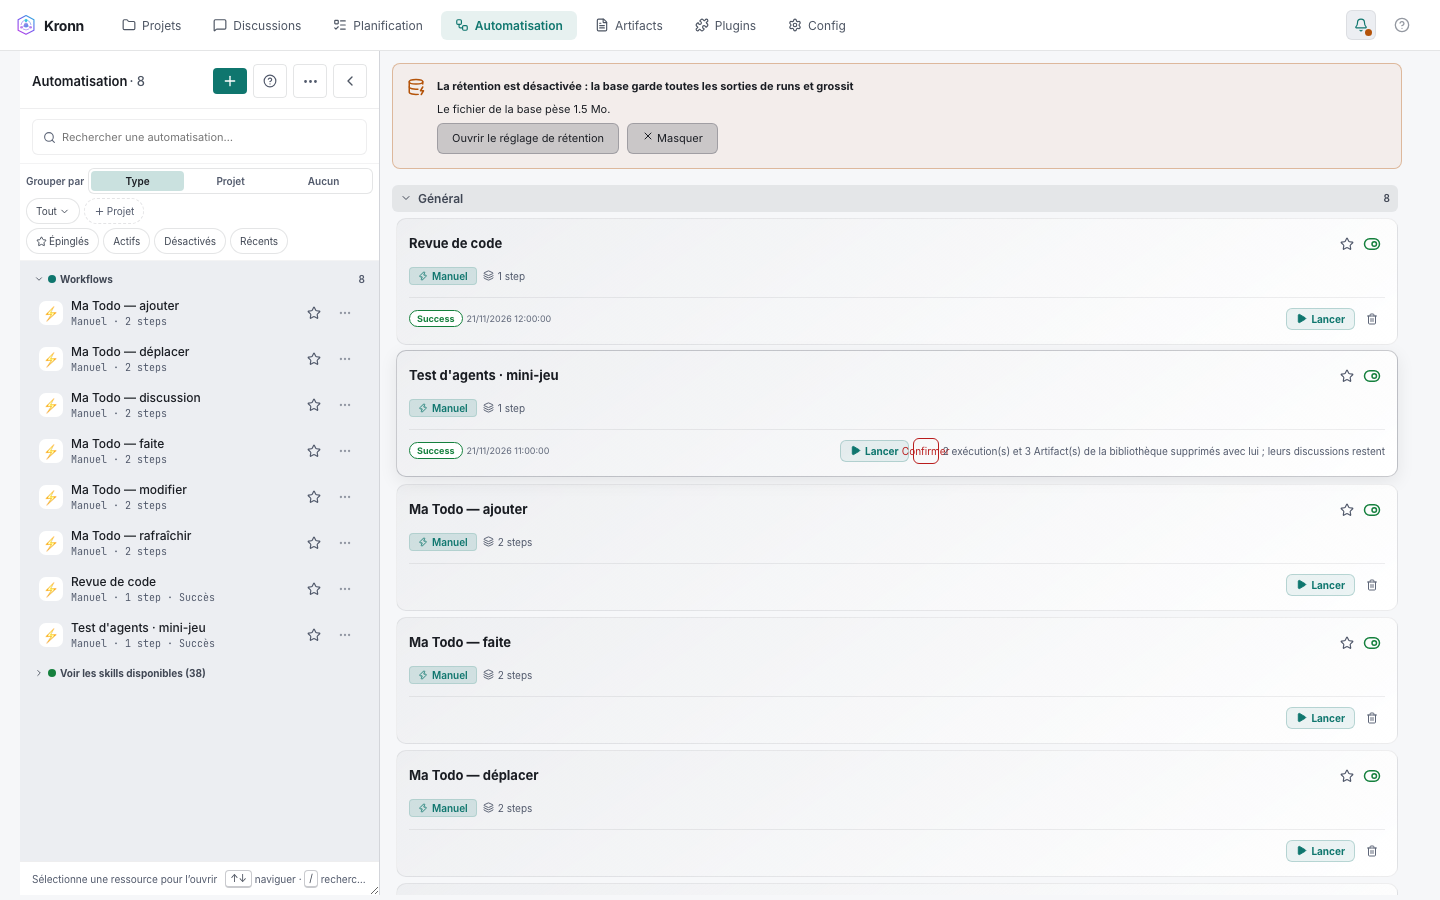 Kronn
Projets
Discussions
Planification
Automatisation
Artifacts
Plugins
Config
Automatisation · 8
Rechercher une automatisation...
Grouper par
Type
Projet
Aucun
Tout
+ Projet
Épinglés
Actifs
Désactivés
Récents
Workflows
8
Ma Todo — ajouter
Manuel · 2 steps
Ma Todo — déplacer
Manuel · 2 steps
Ma Todo — discussion
Manuel · 2 steps
Ma Todo — faite
Manuel · 2 steps
Ma Todo — modifier
Manuel · 2 steps
Ma Todo — rafraîchir
Manuel · 2 steps
Revue de code
Manuel · 1 step · Succès
Test d'agents · mini-jeu
Manuel · 1 step · Succès
Voir les skills disponibles (38)
Sélectionne une ressource pour l'ouvrir ↑↓ naviguer · / recherc...
La rétention est désactivée : la base garde toutes les sorties de runs et grossit
Le fichier de la base pèse 1.5 Mo.
Ouvrir le réglage de rétention
Masquer
Général
8
Revue de code
Manuel
1 step
Success
21/11/2026 12:00:00
Lancer
Test d'agents · mini-jeu
Manuel
1 step
Success
21/11/2026 11:00:00
Lancer
Confirmer
exécution(s) et 3 Artifact(s) de la bibliothèque supprimés avec lui ; leurs discussions restent
Ma Todo — ajouter
Manuel
2 steps
Lancer
Ma Todo — faite
Manuel
2 steps
Lancer
Ma Todo — déplacer
Manuel
2 steps
Lancer